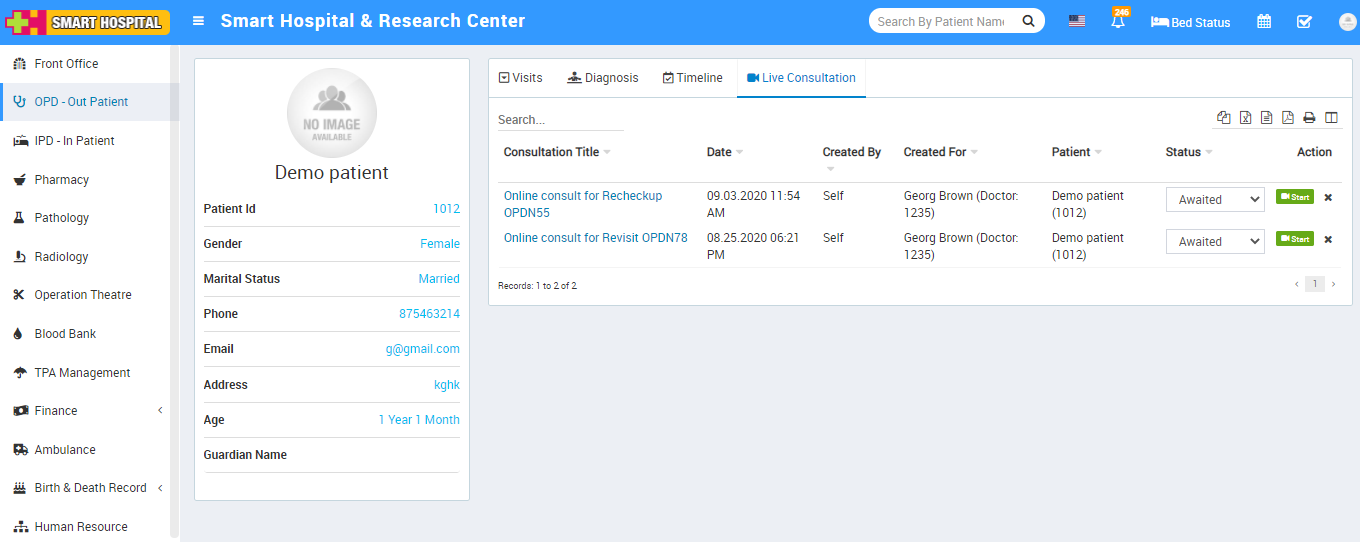 SMART HOSPITAL
Smart Hospital & Research Center
Search By Patient Name
246
Bed Status
Front Office
OPD - Out Patient
IPD - In Patient
Pharmacy
Pathology
Radiology
Operation Theatre
Blood Bank
TPA Management
Finance
Ambulance
Birth & Death Record
Human Resource
NO IMAGE
AVAILABLE
Demo patient
Patient Id 1012
Gender Female
Marital Status Married
Phone 875463214
Email g@gmail.com
Address kghk
Age 1 Year 1 Month
Guardian Name
Visits Diagnosis Timeline Live Consultation
Search...
Consultation Title Date Created By Created For Patient Status Action
Online consult for Recheckup 09.03.2020 11:54 Self Georg Brown (Doctor: Demo patient Awaited Start
OPDN55 AM 1235) (1012)
Online consult for Revisit OPDN78 08.25.2020 06:21 Self Georg Brown (Doctor: Demo patient Awaited Start
PM 1235) (1012)
Records: 1 to 2 of 2 1